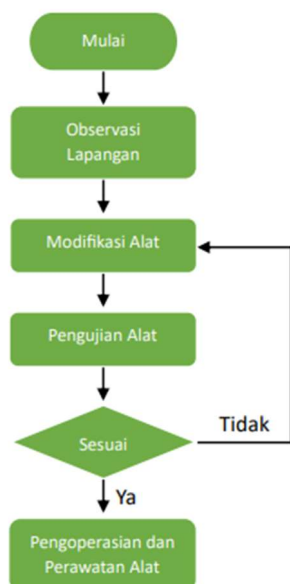 Mulai
Observasi
Lapangan
Modifikasi Alat
Pengujian Alat
Sesuai
Tidak
Ya
Pengoperasian dan
Perawatan Alat